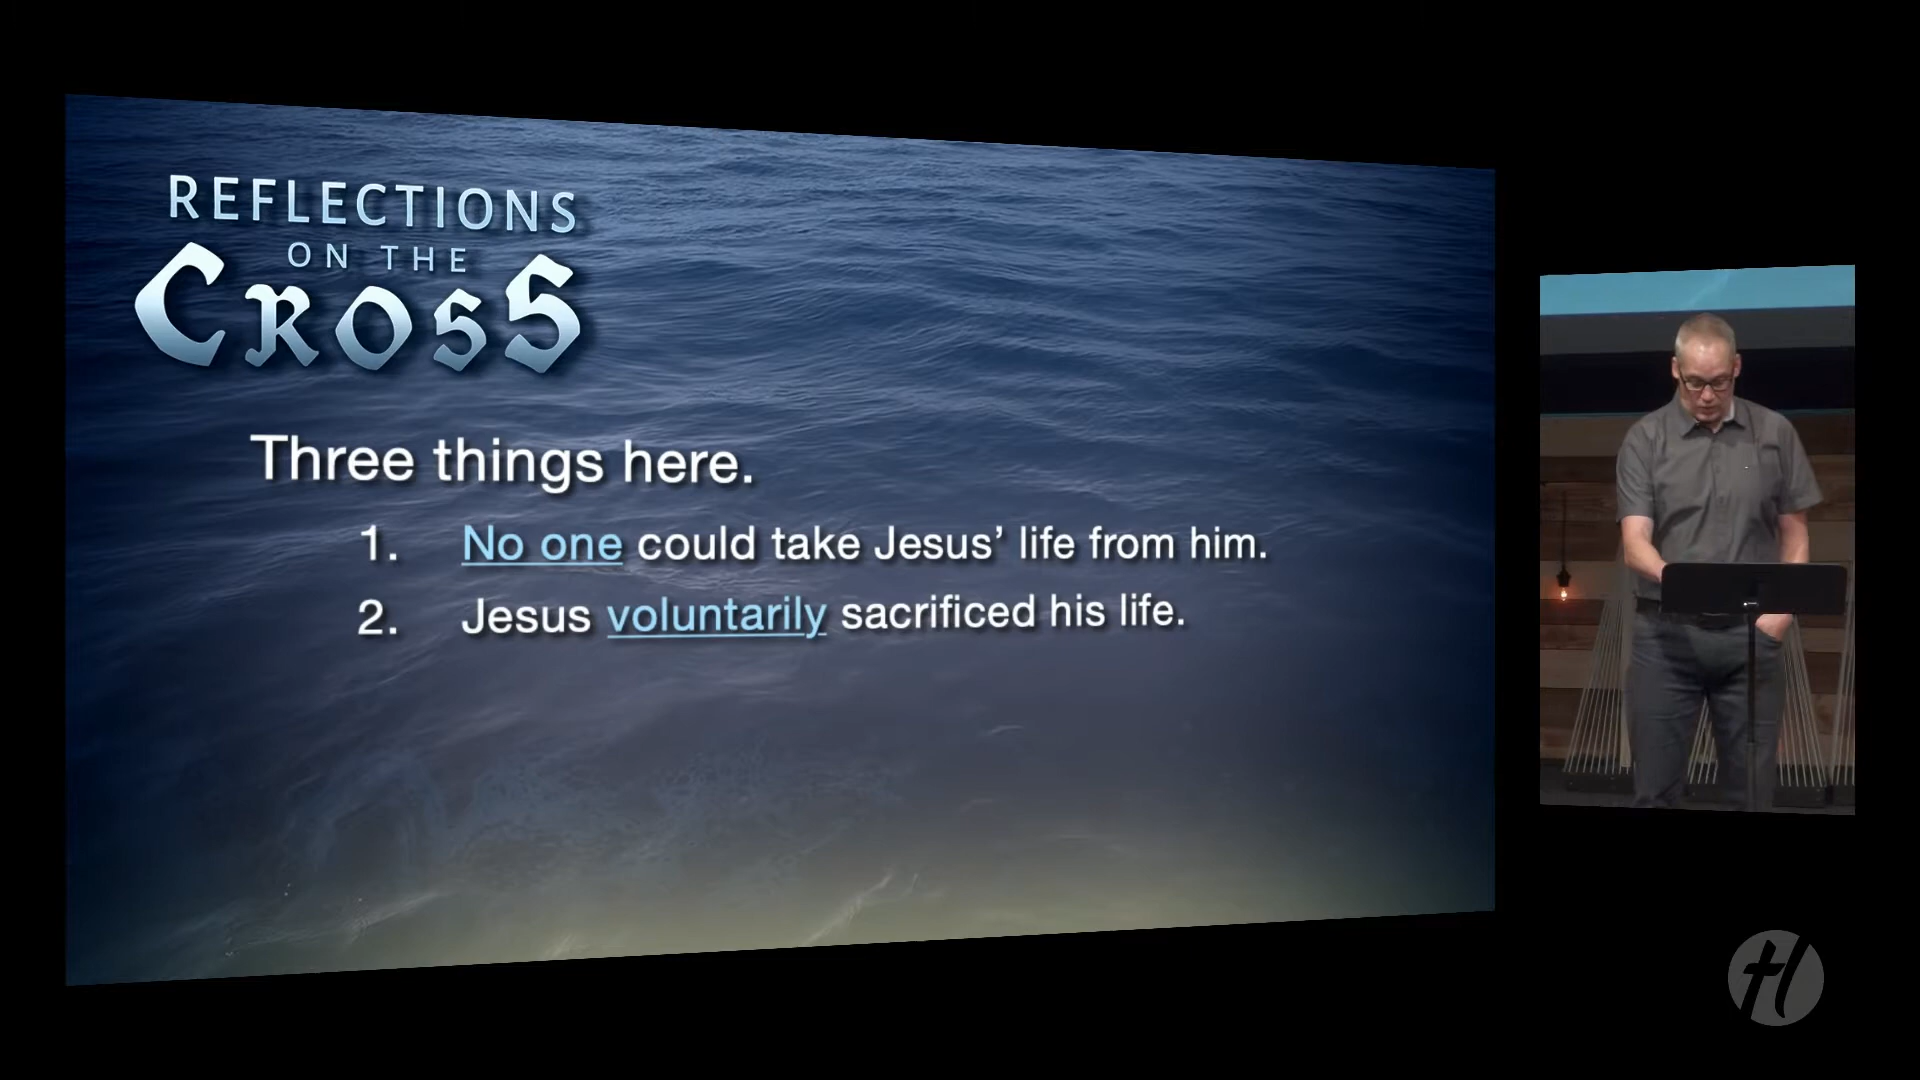 REFLECTIONS
ON THE
CROSS
Three things here.
1. No one could take Jesus’ life from him.
2. Jesus voluntarily sacrificed his life.